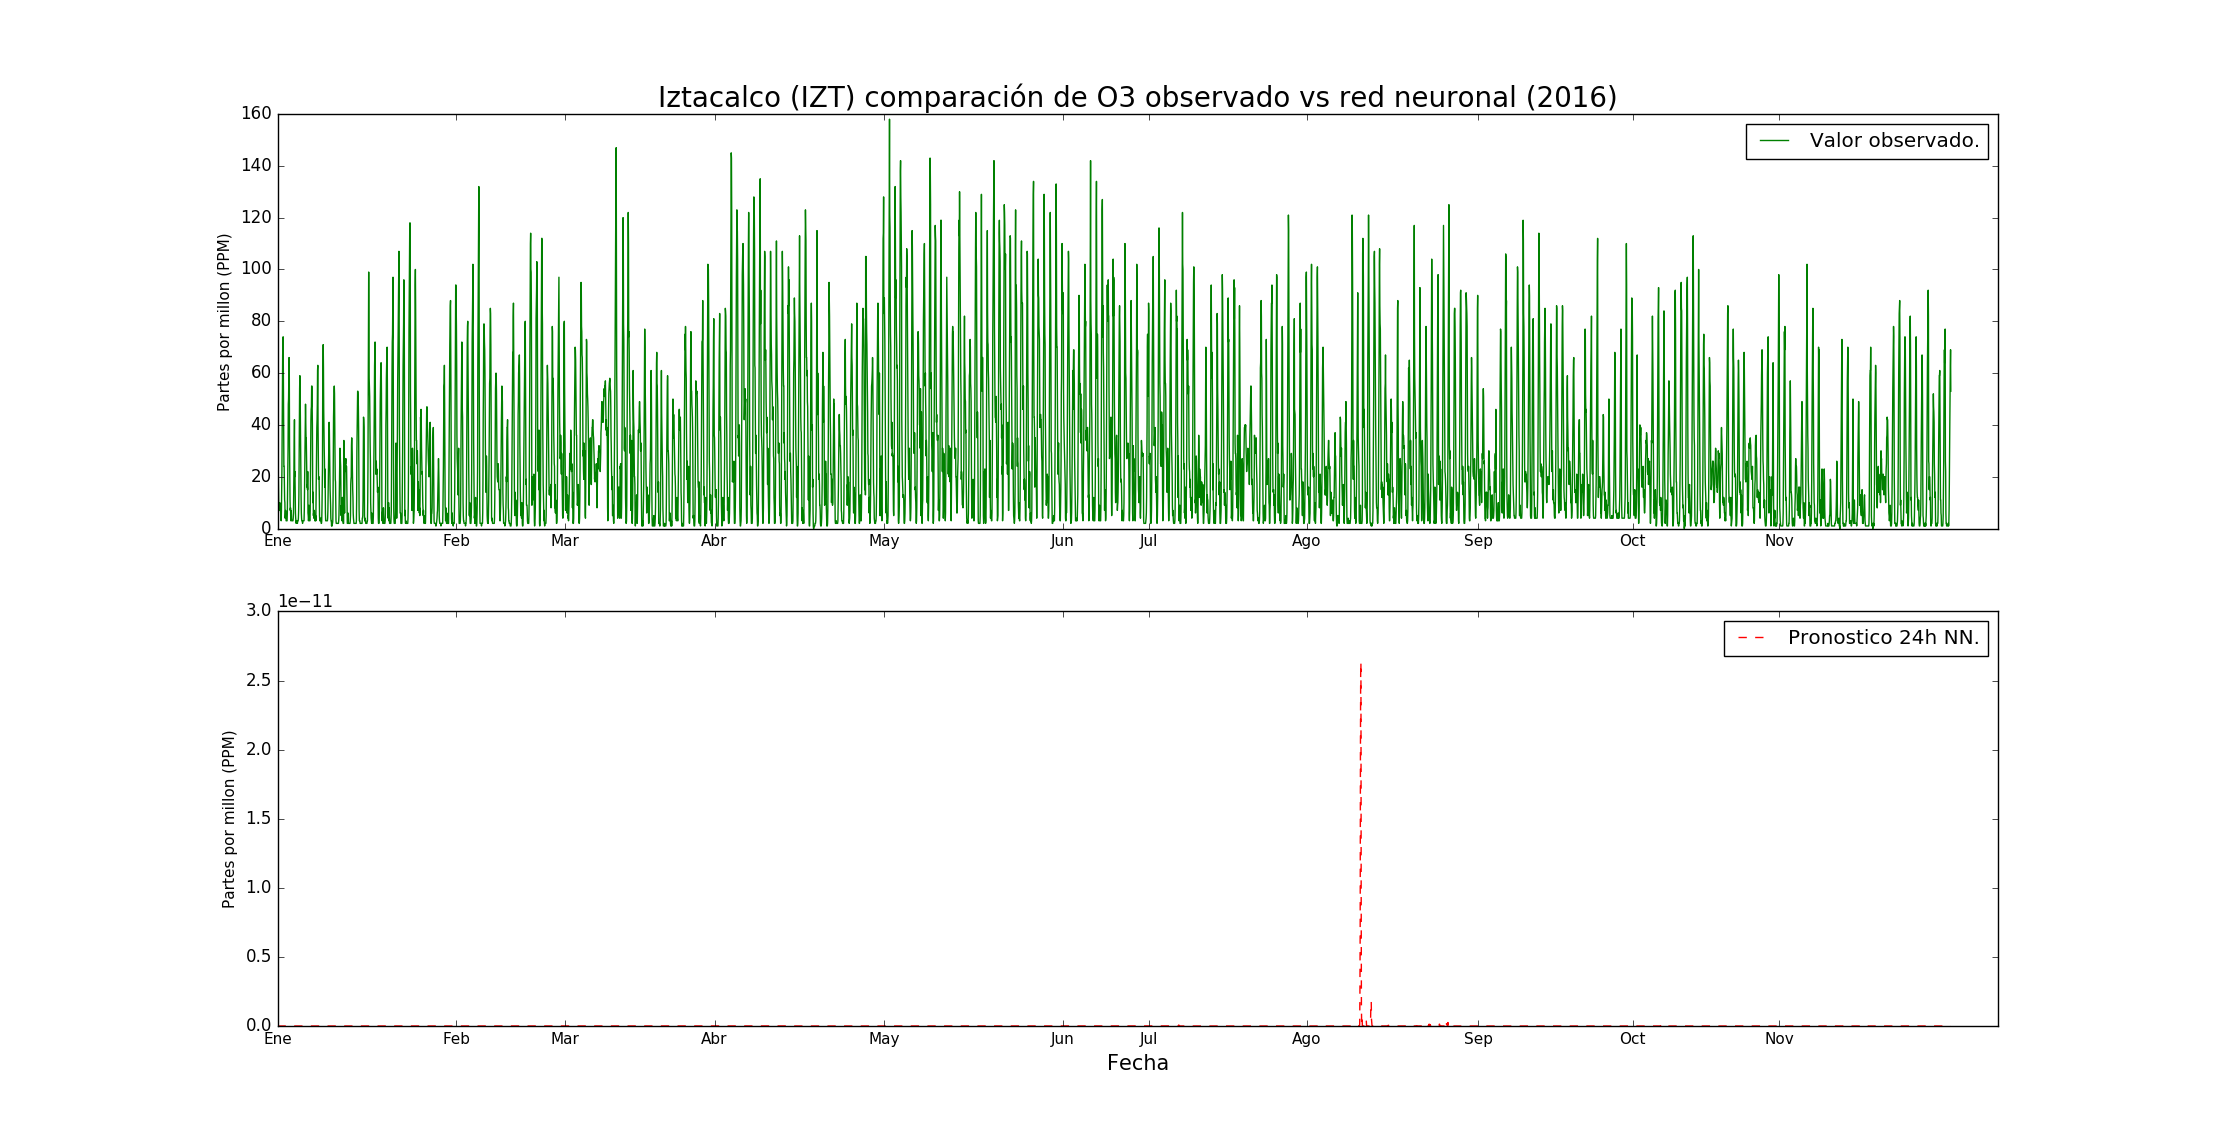 Iztacalco (IZT) comparación de O3 observado vs red neuronal (2016)
160
140
120
100
80
60
40
20
0
Partes por millon (PPM)
Valor observado.
Ene Feb Mar Abr May Jun Jul Ago Sep Oct Nov
1e−11
3.0
2.5
2.0
1.5
1.0
0.5
0.0
Partes por millon (PPM)
Pronostico 24h NN.
Ene Feb Mar Abr May Jun Jul Ago Sep Oct Nov
Fecha